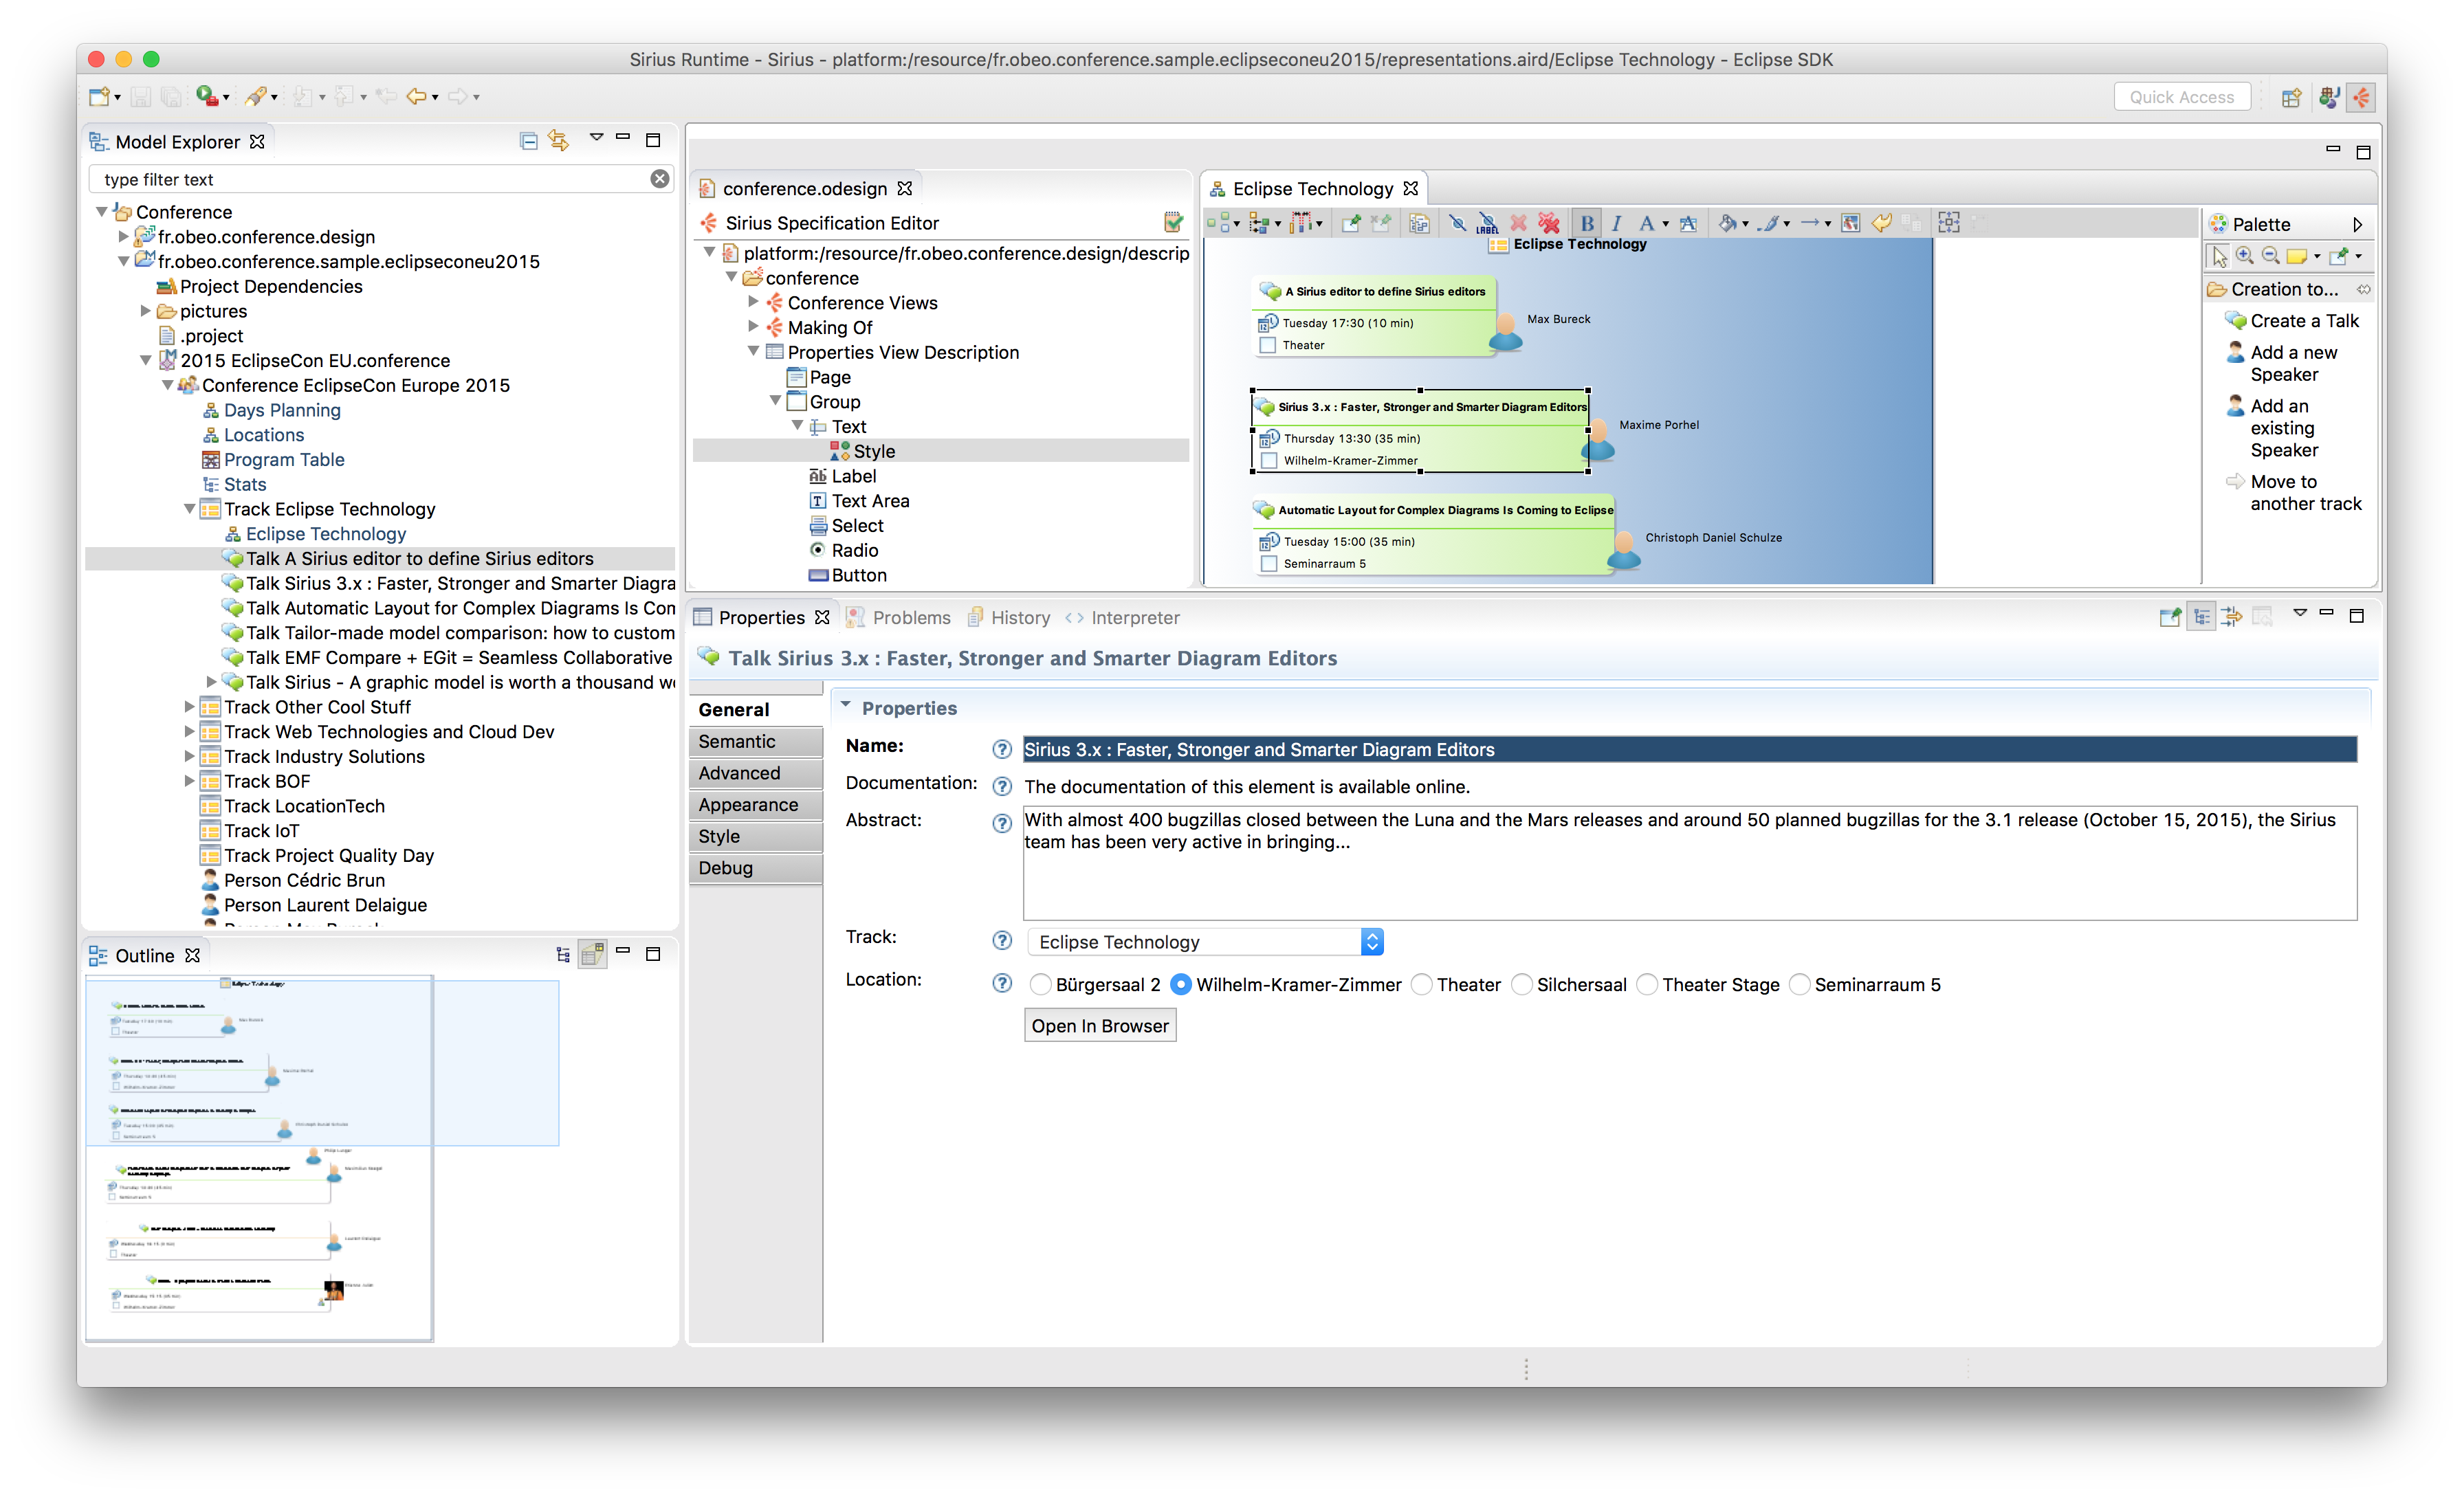 Sirius Runtime - Sirius - platform:/resource/fr.obeo.conference.sample.eclipseconeu2015/representations.aird/Eclipse Technology - Eclipse SDK
Quick Access
Model Explorer
type filter text
Conference
fr.obeo.conference.design
fr.obeo.conference.sample.eclipseconeu2015
Project Dependencies
pictures
.project
2015 EclipseCon EU.conference
Conference EclipseCon Europe 2015
Days Planning
Locations
Program Table
Stats
Track Eclipse Technology
Eclipse Technology
Talk A Sirius editor to define Sirius editors
Talk Sirius 3.x : Faster, Stronger and Smarter Diagra
Talk Automatic Layout for Complex Diagrams Is Con
Talk Tailor-made model comparison: how to custom
Talk EMF Compare + EGit = Seamless Collaborative
Talk Sirius - A graphic model is worth a thousand w
Track Other Cool Stuff
Track Web Technologies and Cloud Dev
Track Industry Solutions
Track BOF
Track LocationTech
Track IoT
Track Project Quality Day
Person Cédric Brun
Person Laurent Delaigue
Outline
conference.odesign
Sirius Specification Editor
platform:/resource/fr.obeo.conference.design/descrip
conference
Conference Views
Making Of
Properties View Description
Page
Group
Text
Style
Label
Text Area
Select
Radio
Button
Eclipse Technology
LABEL
B I A A
Eclipse Technology
A Sirius editor to define Sirius editors
Tuesday 17:30 (10 min)
Theater
Max Bureck
Sirius 3.x : Faster, Stronger and Smarter Diagram Editors
Thursday 13:30 (35 min)
Wilhelm-Kramer-Zimmer
Maxime Porhel
Automatic Layout for Complex Diagrams Is Coming to Eclipse
Tuesday 15:00 (35 min)
Seminarraum 5
Christoph Daniel Schulze
Palette
Creation to...
Create a Talk
Add a new
Speaker
Add an
existing
Speaker
Move to
another track
Properties
Problems
History
Interpreter
Talk Sirius 3.x : Faster, Stronger and Smarter Diagram Editors
General
Semantic
Advanced
Appearance
Style
Debug
Properties
Name:
Sirius 3.x : Faster, Stronger and Smarter Diagram Editors
Documentation:
The documentation of this element is available online.
Abstract:
With almost 400 bugzillas closed between the Luna and the Mars releases and around 50 planned bugzillas for the 3.1 release (October 15, 2015), the Sirius
team has been very active in bringing...
Track:
Eclipse Technology
Location:
Bürgersaal 2 Wilhelm-Kramer-Zimmer Theater Silchersaal Theater Stage Seminarraum 5
Open In Browser